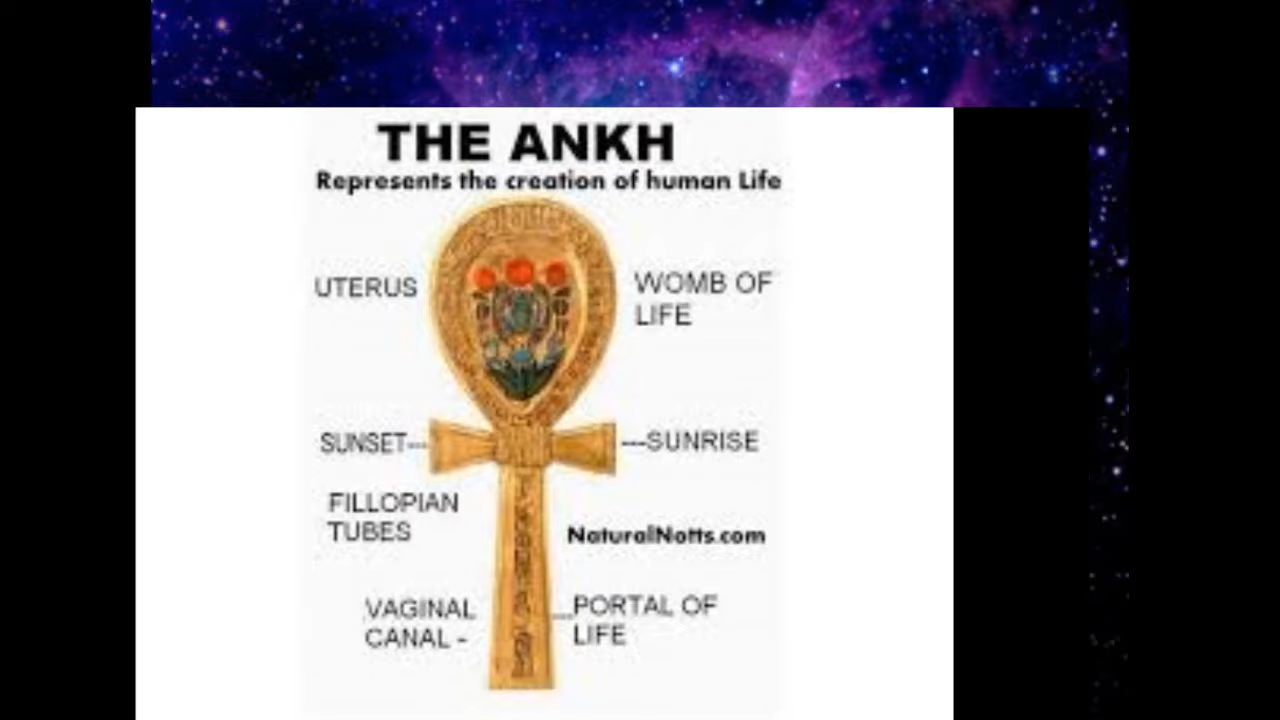 THE ANKH
Represents the creation of human Life
UTERUS
WOMB OF
LIFE
SUNSET---
---SUNRISE
FILLOPIAN
TUBES
NaturalNotts.com
VAGINAL
CANAL -
PORTAL OF
LIFE